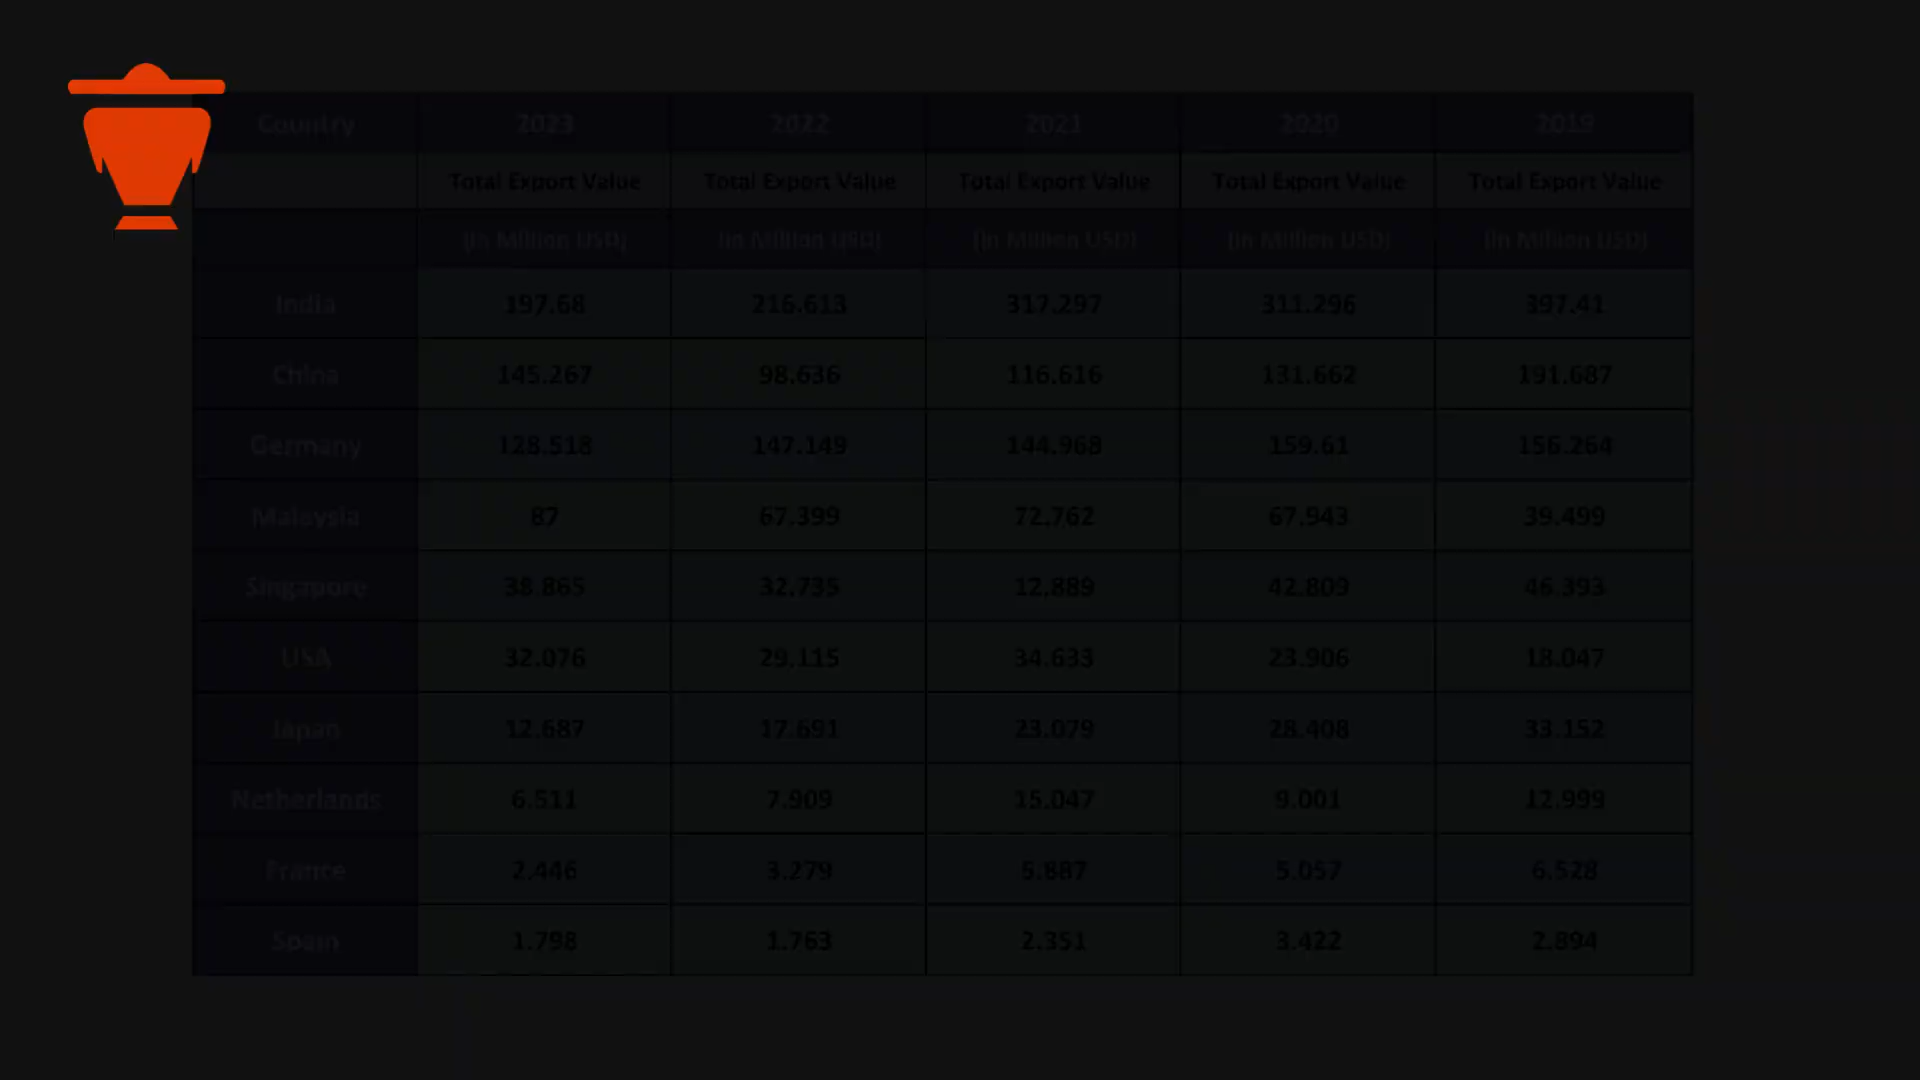 Country 2023 2022 2021 2020 2019
Total Export Value Total Export Value Total Export Value Total Export Value Total Export Value
(In Million USD) (In Million USD) (In Million USD) (In Million USD) (In Million USD)
India 197.68 216.613 317.297 311.296 397.41
China 145.267 98.636 116.616 131.662 191.687
Germany 128.518 147.149 144.968 159.61 156.264
Malaysia 87 67.399 72.762 67.943 39.499
Singapore 38.865 32.735 12.889 42.809 46.393
USA 32.076 29.115 34.633 23.906 18.047
Japan 12.687 17.691 23.079 28.408 33.152
Netherlands 6.511 7.909 15.047 9.001 12.999
France 2.446 3.279 5.887 5.057 6.528
Spain 1.798 1.763 2.351 3.422 2.894